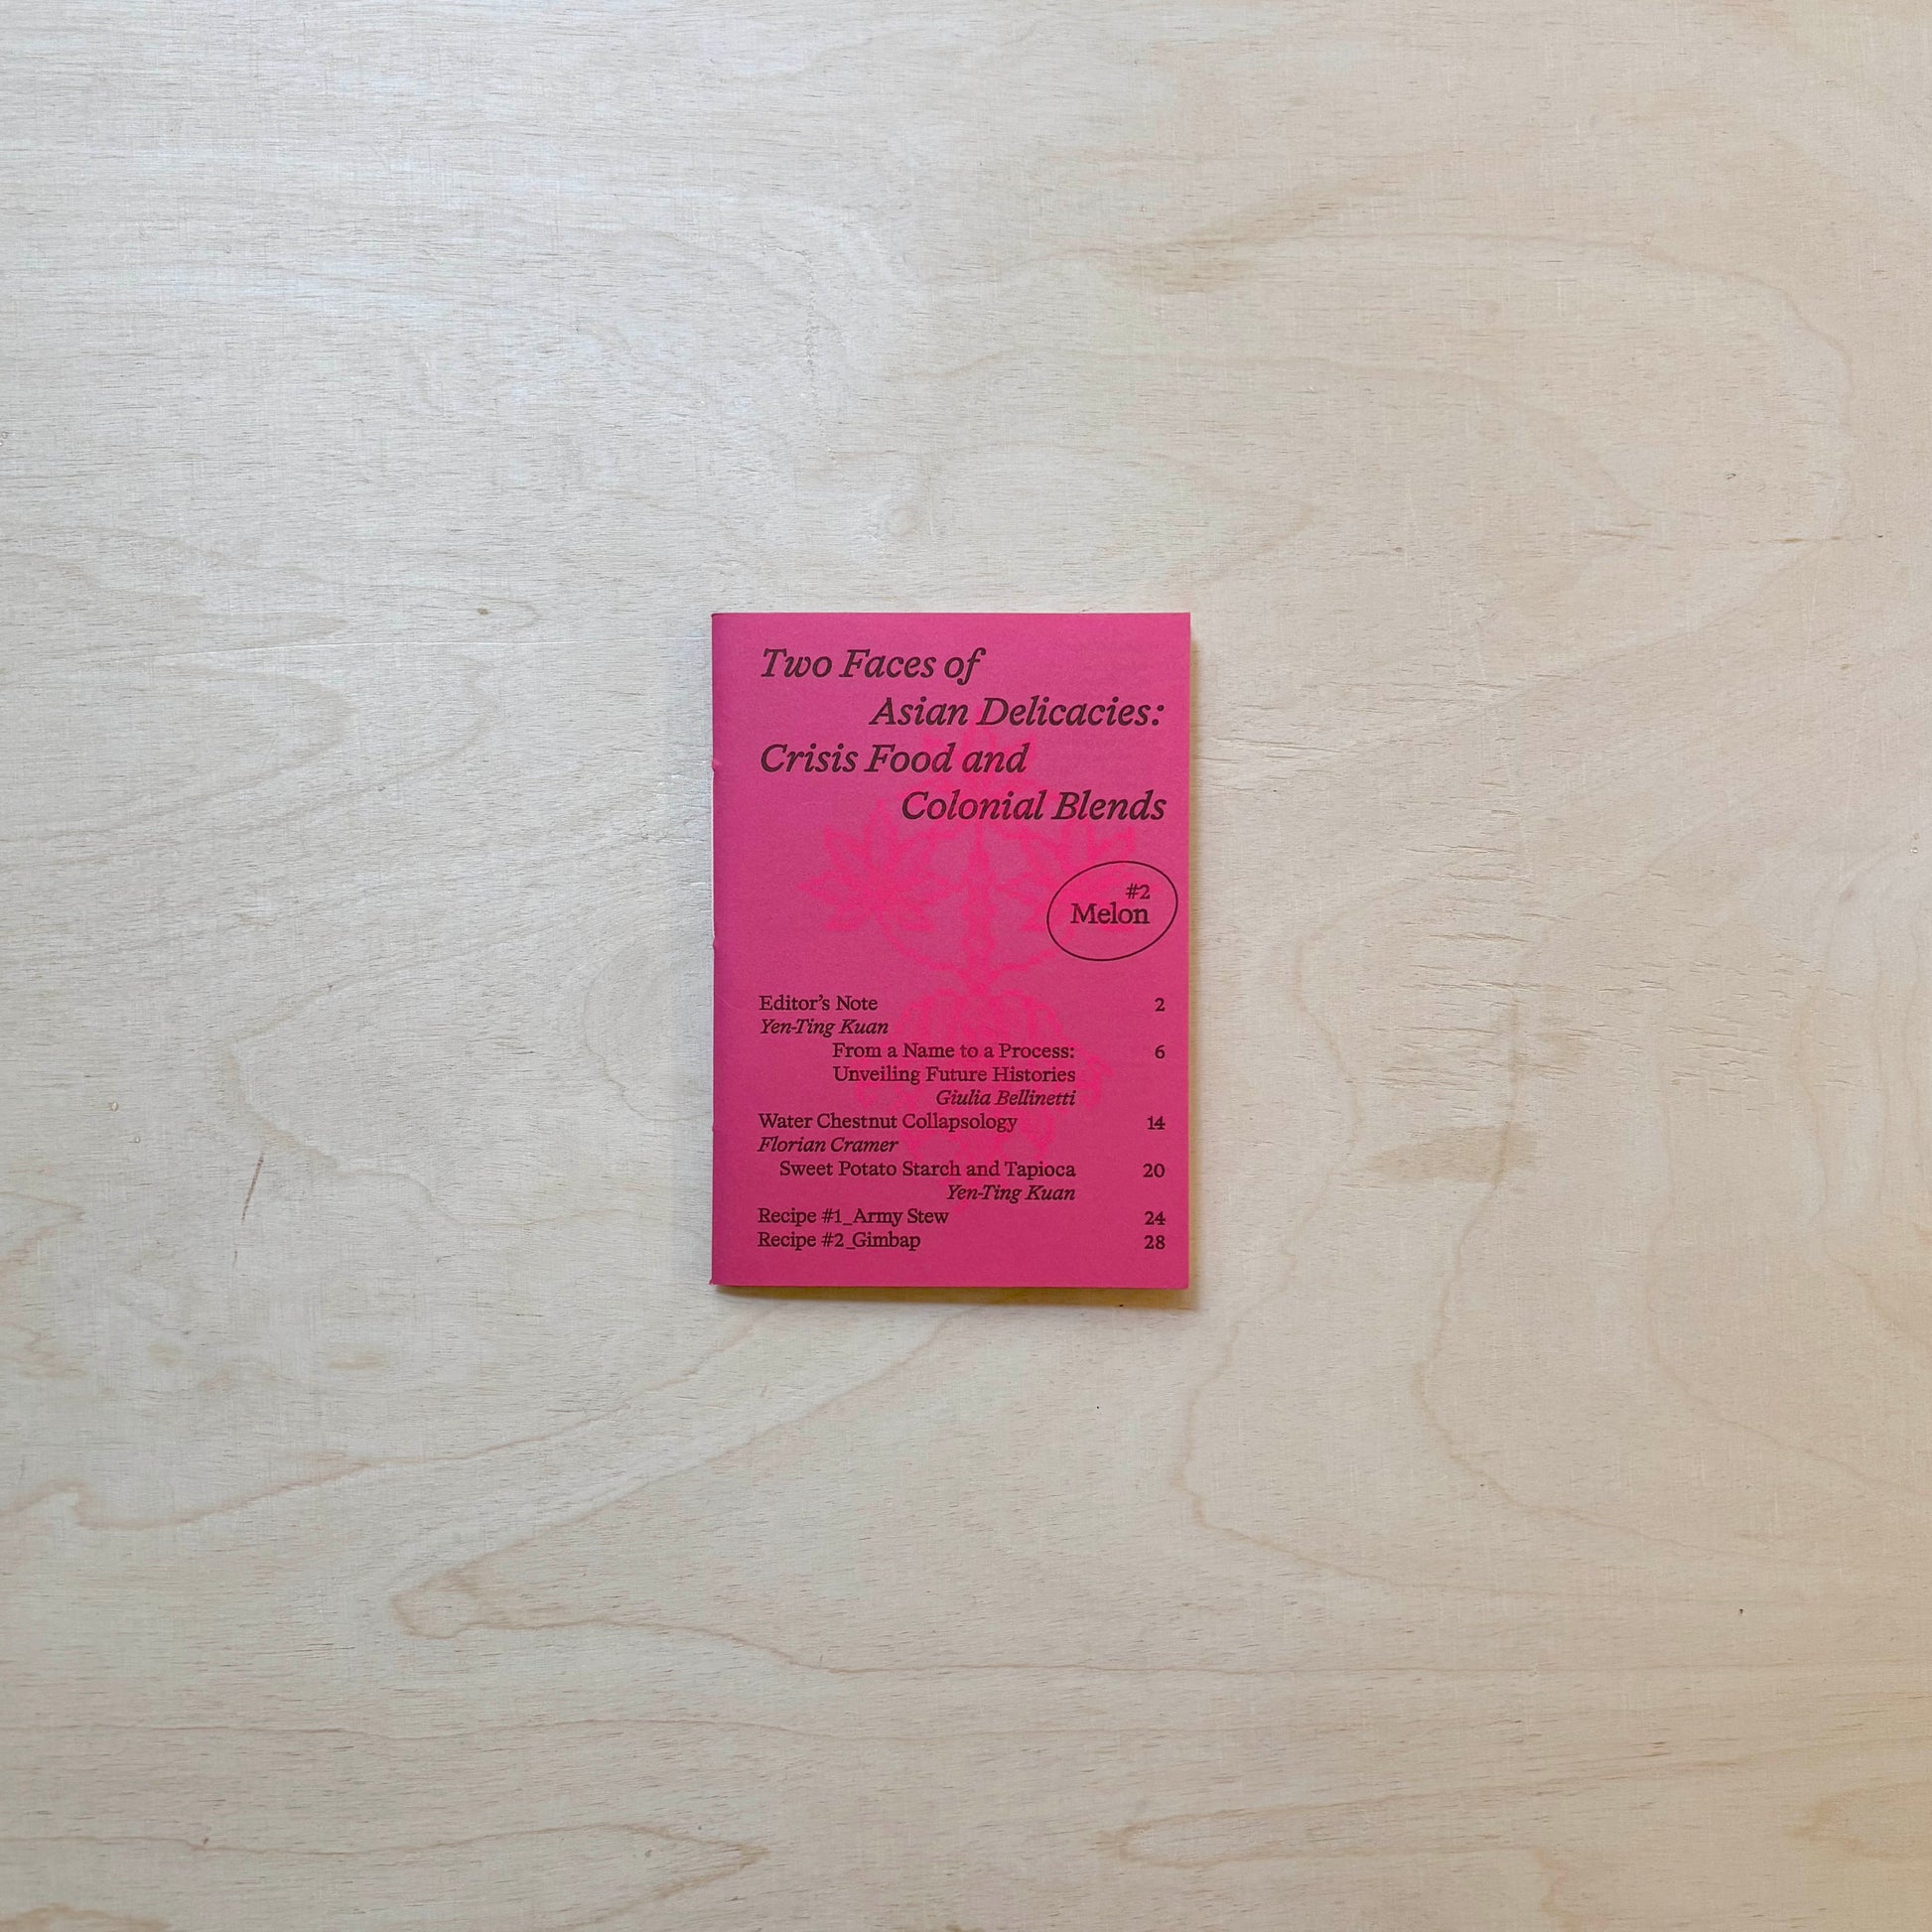 Two Faces of
Asian Delicacies:
Crisis Food and
Colonial Blends
#2
Melon
Editor’s Note 2
Yen-Ting Kuan
From a Name to a Process: 6
Unveiling Future Histories
Giulia Bellinetti
Water Chestnut Collapsology 14
Florian Cramer
Sweet Potato Starch and Tapioca 20
Yen-Ting Kuan
Recipe #1_Army Stew 24
Recipe #2_Gimbap 28